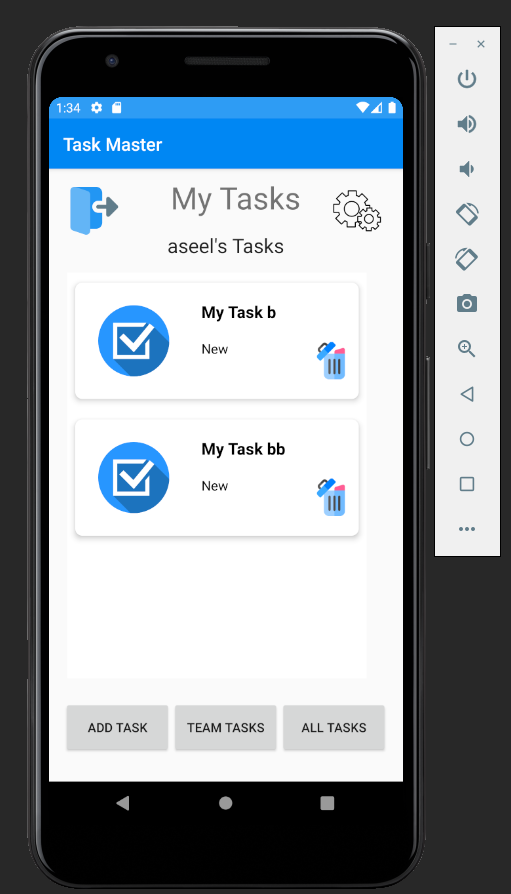 1:34
Task Master
My Tasks
aseel's Tasks
My Task b
New
My Task bb
New
ADD TASK
TEAM TASKS
ALL TASKS